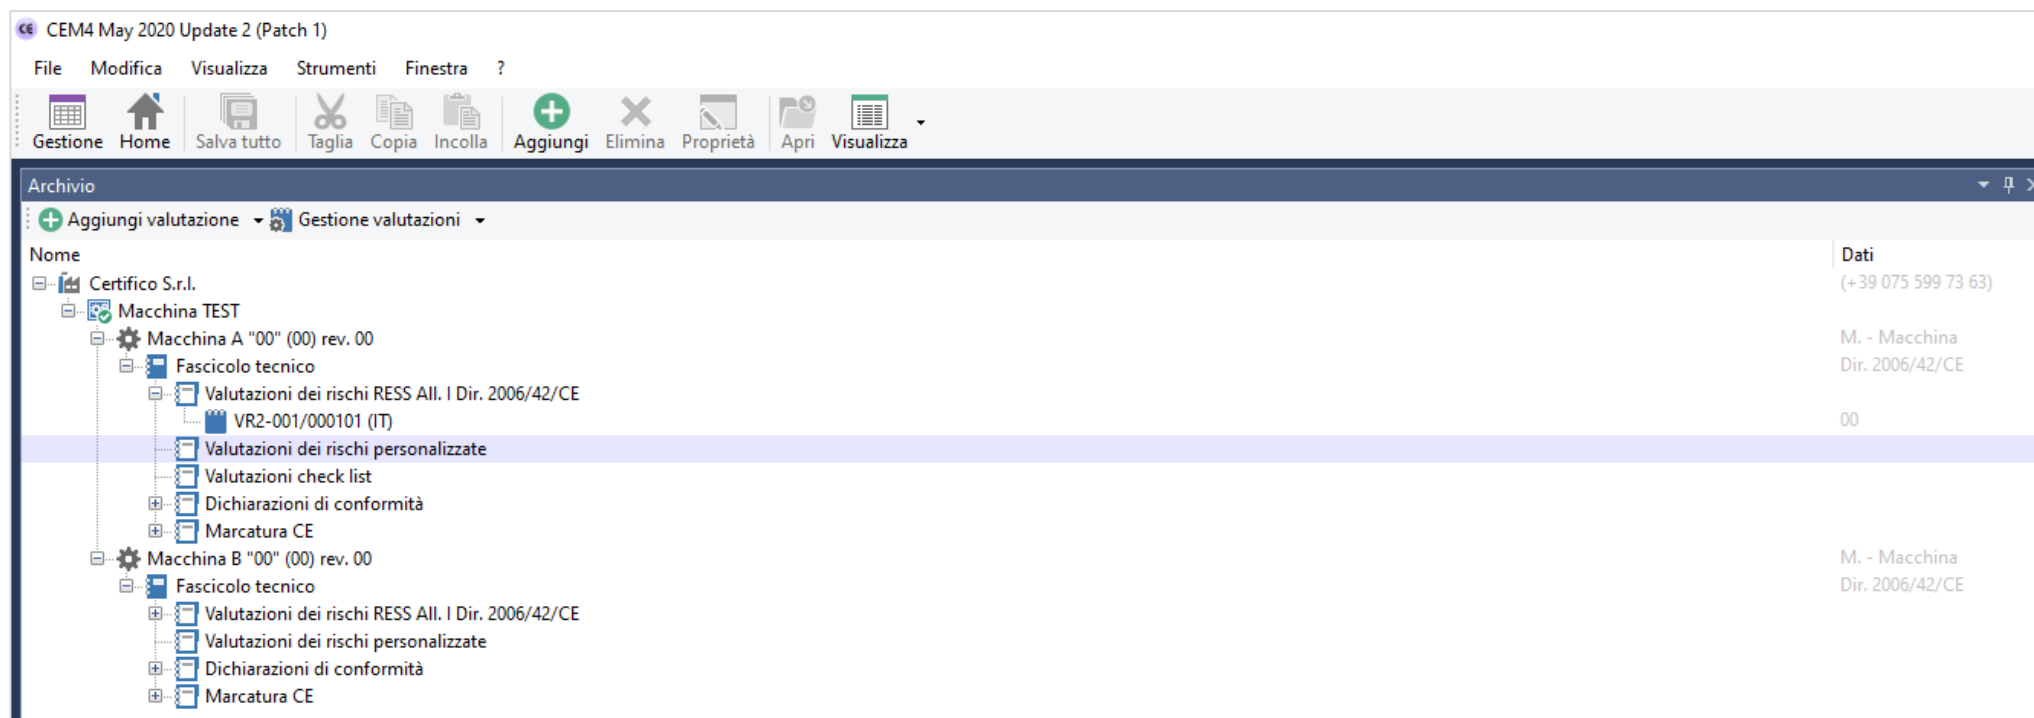 CE CEM4 May 2020 Update 2 (Patch 1)
File Modifica Visualizza Strumenti Finestra ?
Gestione Home Salva tutto Taglia Copia Incolla Aggiungi Elimina Proprietà Apri Visualizza
Archivio
Aggiungi valutazione Gestione valutazioni
Nome Dati
Certifico S.r.l. (+39 075 599 73 63)
Macchina TEST
Macchina A "00" (00) rev. 00 M. - Macchina
Fascicolo tecnico Dir. 2006/42/CE
Valutazioni dei rischi RESS All. I Dir. 2006/42/CE
VR2-001/000101 (IT) 00
Valutazioni dei rischi personalizzate
Valutazioni check list
Dichiarazioni di conformità
Marcatura CE
Macchina B "00" (00) rev. 00 M. - Macchina
Fascicolo tecnico Dir. 2006/42/CE
Valutazioni dei rischi RESS All. I Dir. 2006/42/CE
Valutazioni dei rischi personalizzate
Dichiarazioni di conformità
Marcatura CE